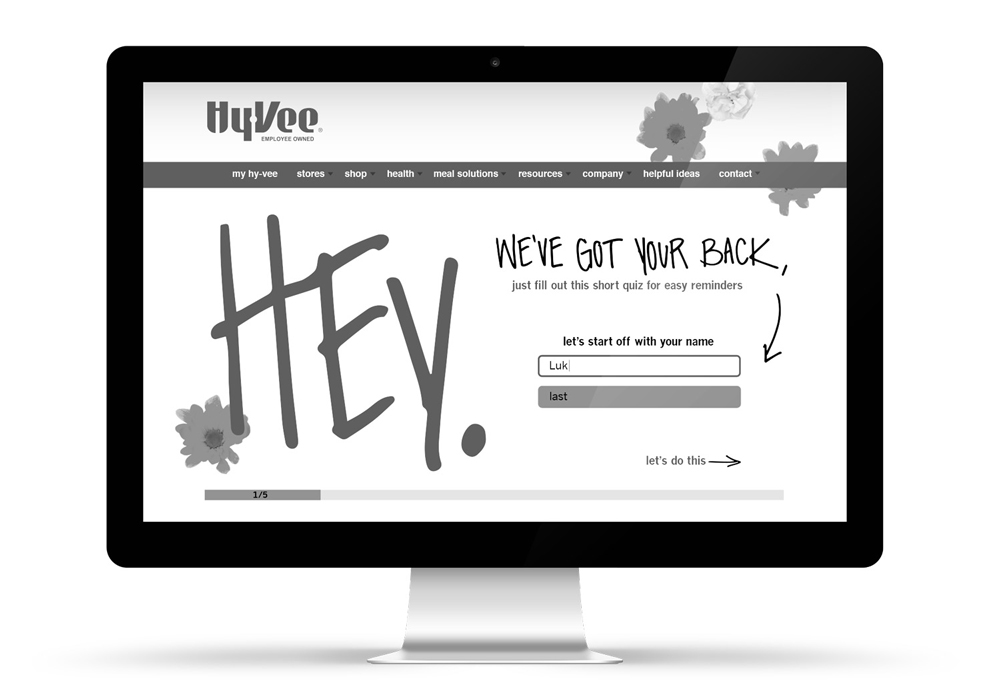 HyVee®
EMPLOYEE OWNED
my hy-vee stores shop health meal solutions resources company helpful ideas contact
HEY.
WE'VE GOT YOUR BACK,
just fill out this short quiz for easy reminders
let's start off with your name
Luk
last
let's do this
1/5